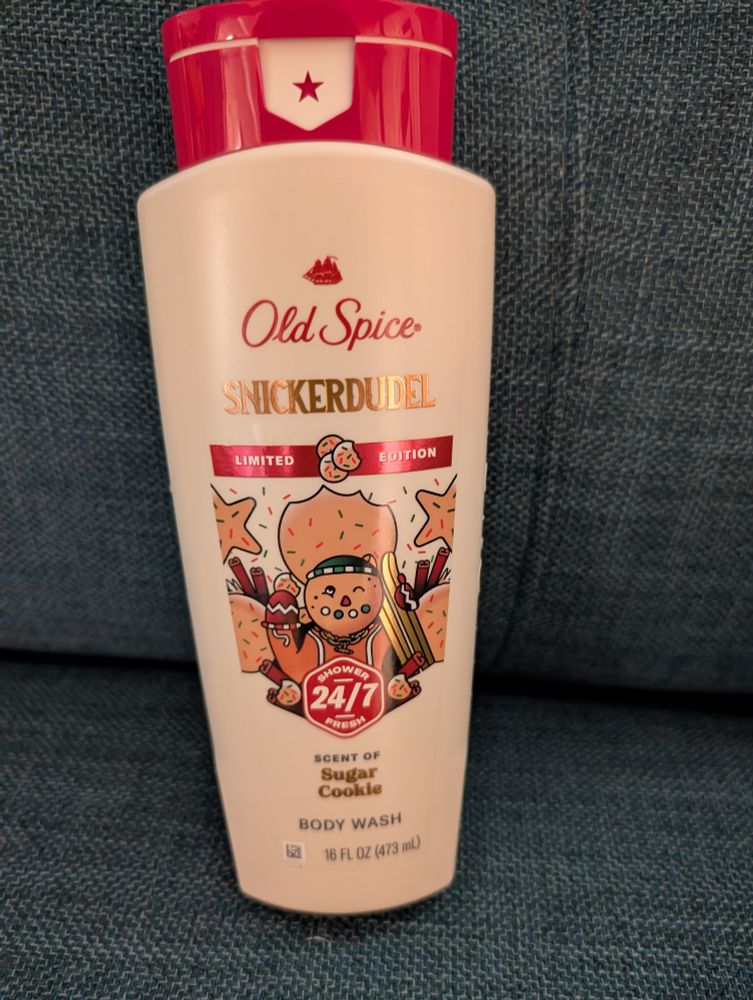 Old Spice®
SNICKERDUDEL
LIMITED EDITION
SHOWER
24/7
FRESH
SCENT OF
Sugar
Cookie
BODY WASH
16 FL OZ (473 mL)